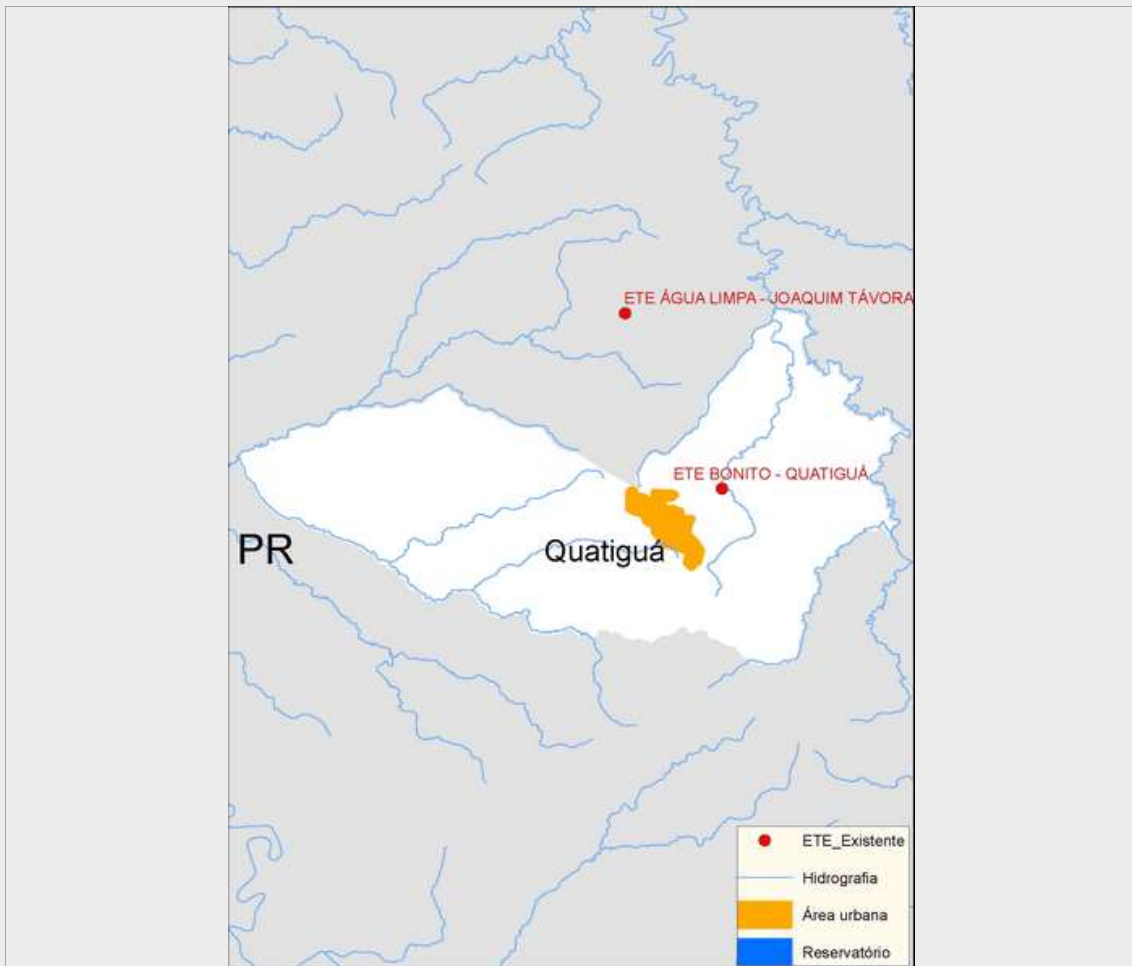 ETE ÁGUA LIMPA - JOAQUIM TÁVORA
ETE BONITO - QUATIGUÁ
PR
Quatiguá
ETE_Existente
Hidrografia
Área urbana
Reservatório